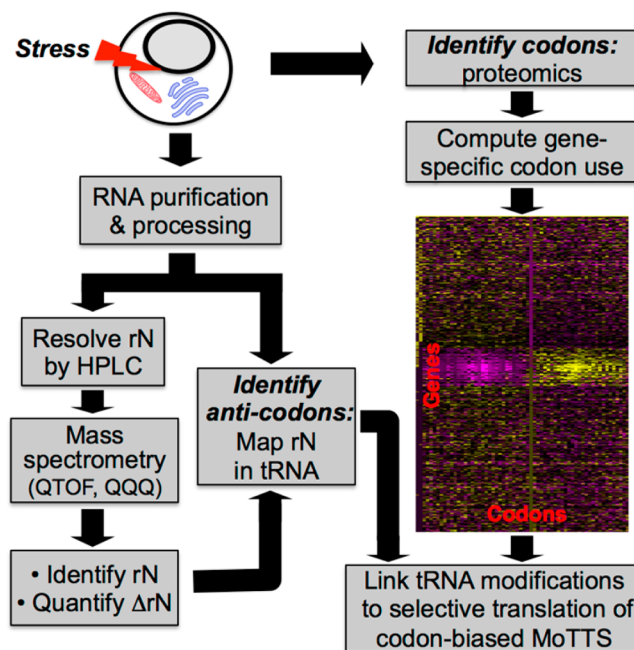 Stress
RNA purification
& processing
Resolve rN
by HPLC
Mass
spectrometry
(QTOF, QQQ)
• Identify rN
• Quantify ΔrN
Identify
anti-codons:
Map rN
in tRNA
Identify codons:
proteomics
Compute gene-
specific codon use
Genes
Codons
Link tRNA modifications
to selective translation of
codon-biased MoTTS